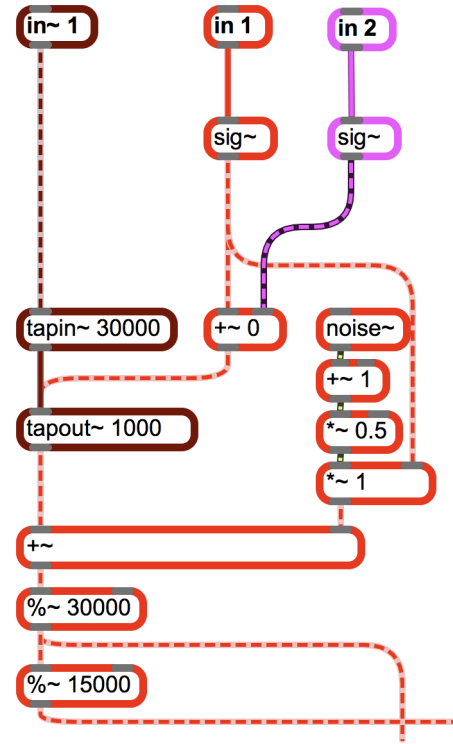 in~ 1
in 1
in 2
sig~
sig~
tapin~ 30000
+~ 0
noise~
+~ 1
tapout~ 1000
*~ 0.5
*~ 1
+~
%~ 30000
%~ 15000